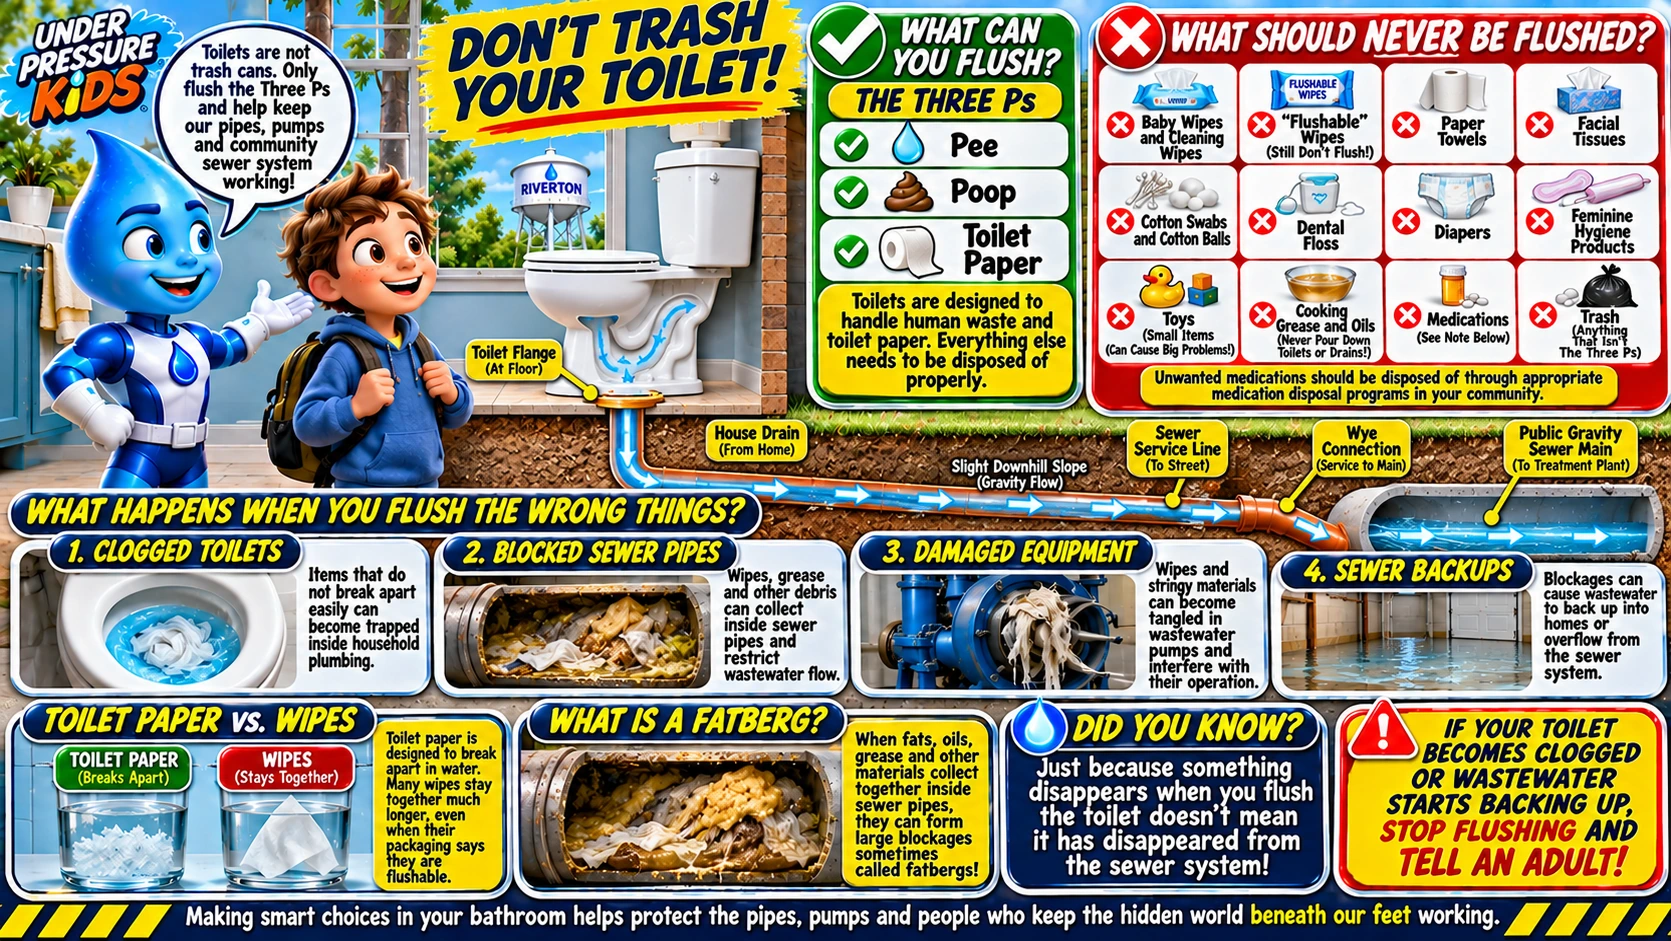 UNDER
PRESSURE
KiDS
Toilets are not
trash cans. Only
flush the Three Ps
and help keep
our pipes, pumps
and community
sewer system
working!
DON'T TRASH
YOUR TOILET!
RIVERTON
Toilet Flange
(At Floor)
WHAT CAN
YOU FLUSH?
THE THREE Ps
Pee
Poop
Toilet
Paper
Toilets are designed to
handle human waste and
toilet paper. Everything else
needs to be disposed of
properly.
WHAT SHOULD NEVER BE FLUSHED?
Baby Wipes
and Cleaning
Wipes
FLUSHABLE
WIPES
"Flushable"
Wipes
(Still Don't Flush!)
Paper
Towels
Facial
Tissues
Cotton Swabs
and Cotton Balls
Dental
Floss
Diapers
Feminine
Hygiene
Products
Toys
(Small Items
(Can Cause Big Problems!)
Cooking
Grease and Oils
(Never Pour Down
Toilets or Drains!)
Medications
(See Note Below)
Trash
(Anything
That Isn't
The Three Ps)
Unwanted medications should be disposed of through appropriate
medication disposal programs in your community.
House Drain
(From Home)
Slight Downhill Slope
(Gravity Flow)
Sewer
Service Line
(To Street)
Wye
Connection
(Service to Main)
Public Gravity
Sewer Main
(To Treatment Plant)
WHAT HAPPENS WHEN YOU FLUSH THE WRONG THINGS?
1. CLOGGED TOILETS
Items that do
not break apart
easily can
become trapped
inside household
plumbing.
2. BLOCKED SEWER PIPES
Wipes, grease
and other debris
can collect
inside sewer
pipes and
restrict
wastewater flow.
3. DAMAGED EQUIPMENT
Wipes and
stringy materials
can become
tangled in
wastewater
pumps and
interfere with
their operation.
4. SEWER BACKUPS
Blockages can
cause wastewater
to back up into
homes or
overflow from
the sewer
system.
TOILET PAPER vs. WIPES
TOILET PAPER
(Breaks Apart)
WIPES
(Stays Together)
Toilet paper is
designed to break
apart in water.
Many wipes stay
together much
longer, even
when their
packaging says
they are
flushable.
WHAT IS A FATBERG?
When fats, oils,
grease and other
materials collect
together inside
sewer pipes,
they can form
large blockages
sometimes
called fatbergs!
DID YOU KNOW?
Just because something
disappears when you flush
the toilet doesn't mean
it has disappeared from
the sewer system!
IF YOUR TOILET
BECOMES CLOGGED
OR WASTEWATER
STARTS BACKING UP,
STOP FLUSHING AND
TELL AN ADULT!
Making smart choices in your bathroom helps protect the pipes, pumps and people who keep the hidden world beneath our feet working.